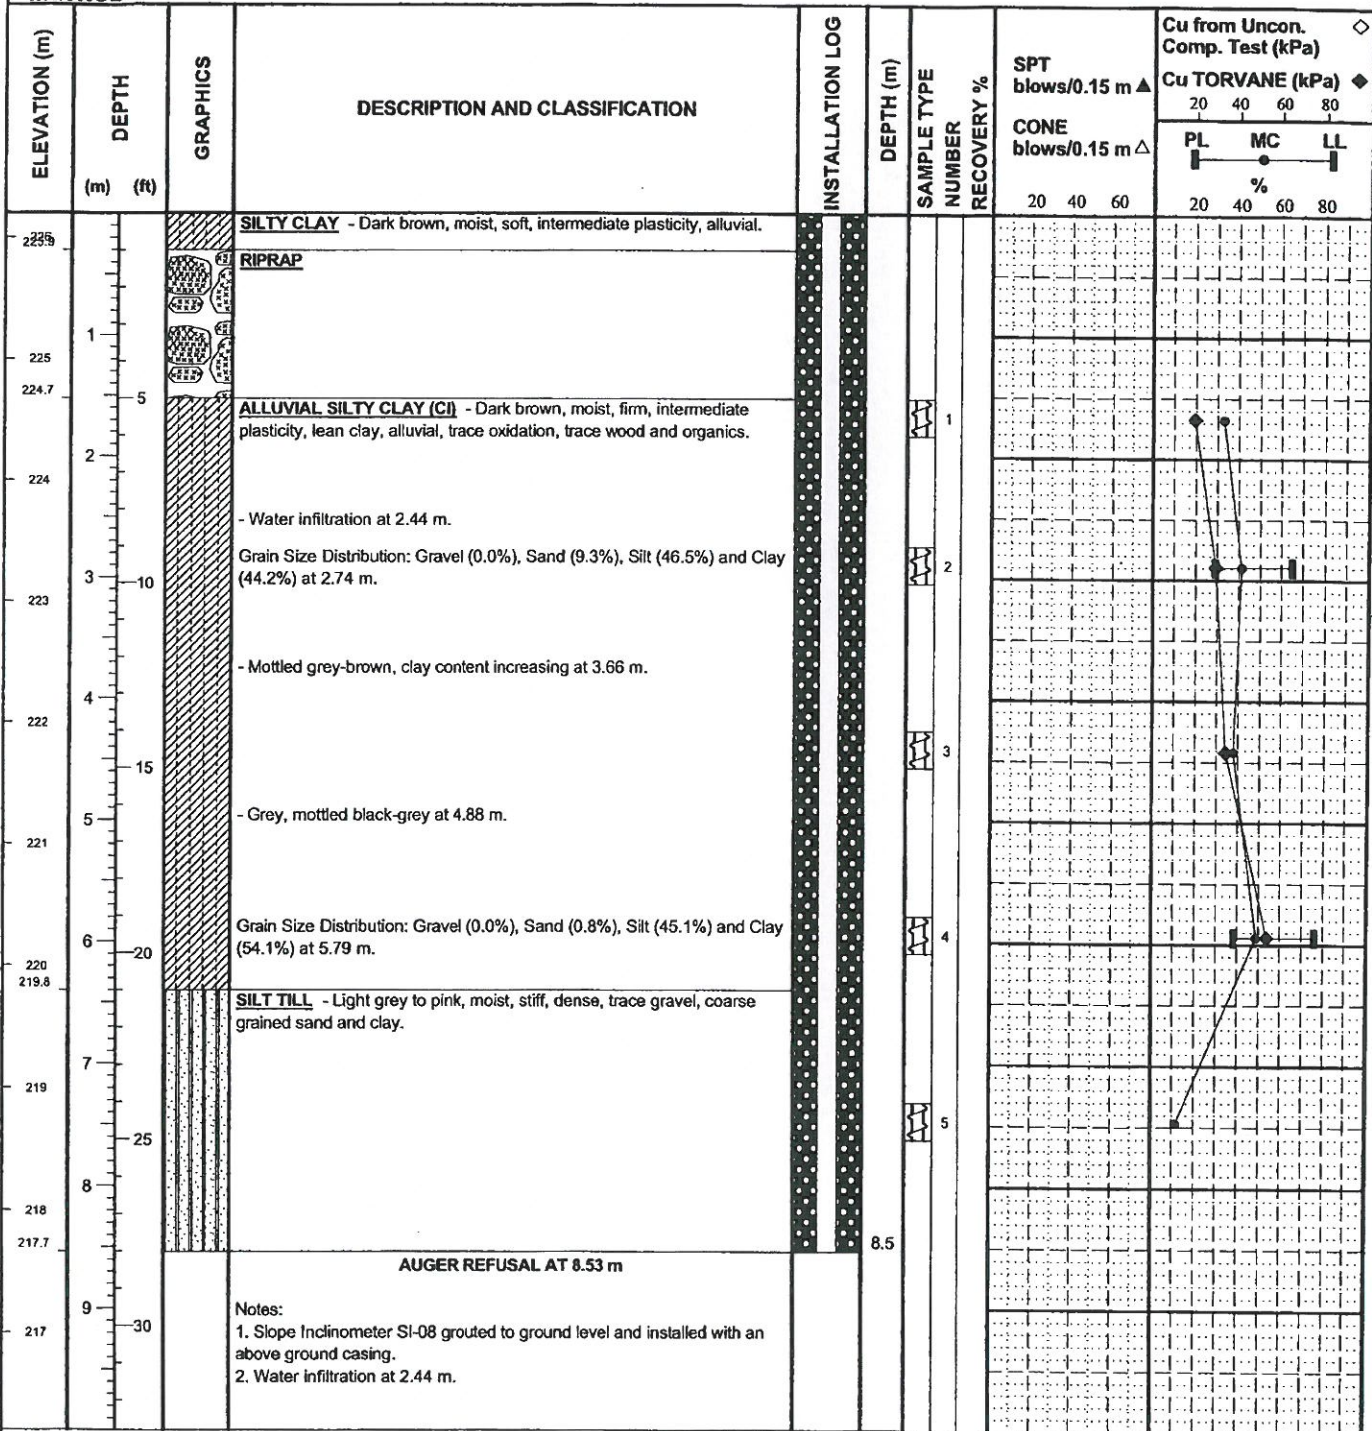 ELEVATION (m)
DEPTH
(m) (ft)
GRAPHICS
DESCRIPTION AND CLASSIFICATION
INSTALLATION LOG
DEPTH (m)
SAMPLE TYPE
NUMBER
RECOVERY %
SPT
blows/0.15 m ▲
CONE
blows/0.15 m △
20 40 60
Cu from Uncon. ◇
Comp. Test (kPa)
Cu TORVANE (kPa) ◆
20 40 60 80
PL MC LL
%
20 40 60 80
225.9
SILTY CLAY - Dark brown, moist, soft, intermediate plasticity, alluvial.
RIPRAP
1
225
224.7
5
ALLUVIAL SILTY CLAY (CI) - Dark brown, moist, firm, intermediate
plasticity, lean clay, alluvial, trace oxidation, trace wood and organics.
1
2
224
- Water infiltration at 2.44 m.
Grain Size Distribution: Gravel (0.0%), Sand (9.3%), Silt (46.5%) and Clay
(44.2%) at 2.74 m.
2
3
10
223
- Mottled grey-brown, clay content increasing at 3.66 m.
4
222
3
15
- Grey, mottled black-grey at 4.88 m.
5
221
Grain Size Distribution: Gravel (0.0%), Sand (0.8%), Silt (45.1%) and Clay
(54.1%) at 5.79 m.
4
6
20
220
219.8
SILT TILL - Light grey to pink, moist, stiff, dense, trace gravel, coarse
grained sand and clay.
7
219
5
25
8
218
217.7
8.5
AUGER REFUSAL AT 8.53 m
9
30
217
Notes:
1. Slope Inclinometer SI-08 grouted to ground level and installed with an
above ground casing.
2. Water infiltration at 2.44 m.